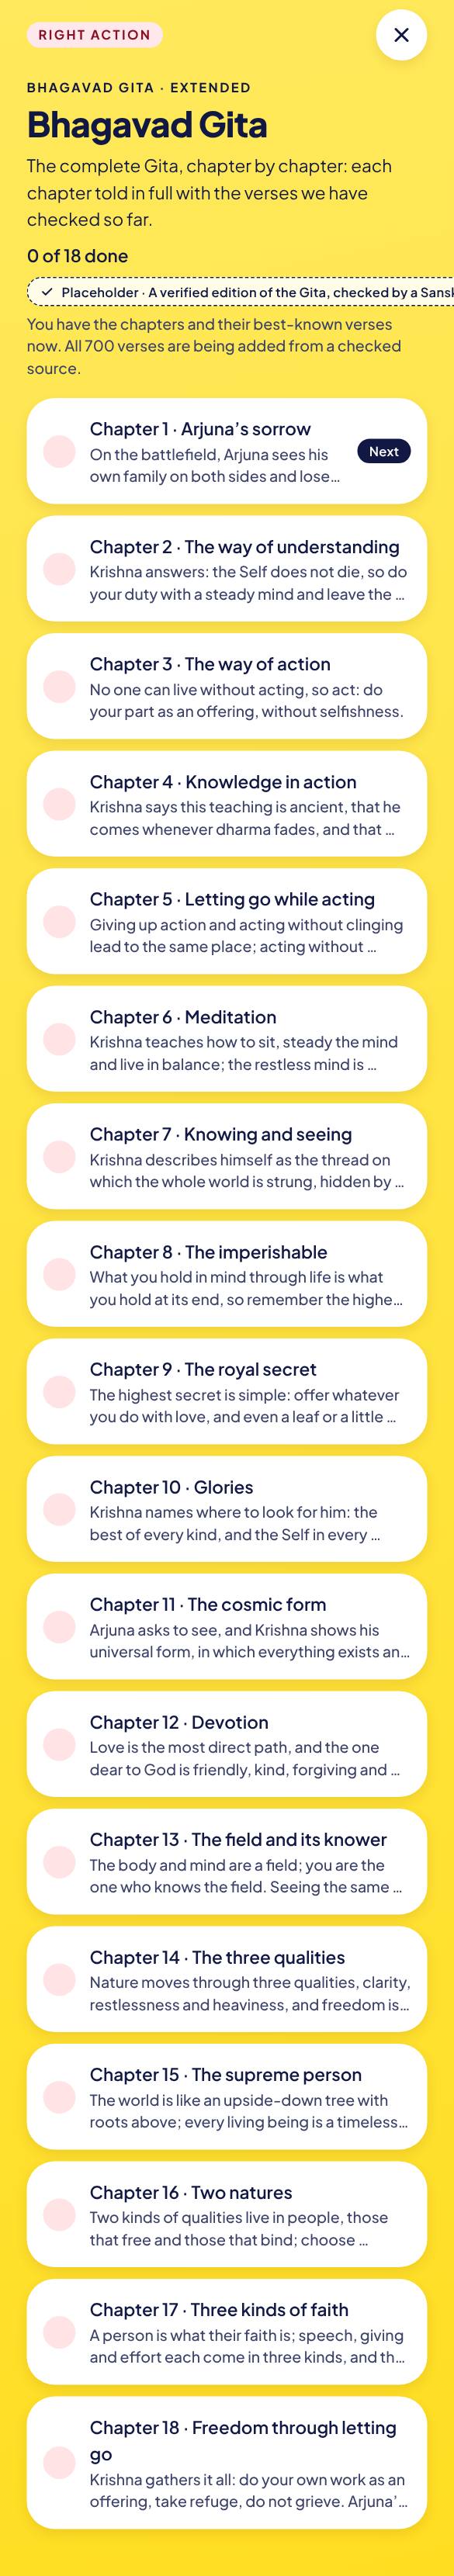 RIGHT ACTION
BHAGAVAD GITA · EXTENDED
Bhagavad Gita
The complete Gita, chapter by chapter: each
chapter told in full with the verses we have
checked so far.
0 of 18 done
Placeholder · A verified edition of the Gita, checked by a Sansk
You have the chapters and their best-known verses
now. All 700 verses are being added from a checked
source.
Chapter 1 · Arjuna’s sorrow
On the battlefield, Arjuna sees his
own family on both sides and lose…
Next
Chapter 2 · The way of understanding
Krishna answers: the Self does not die, so do
your duty with a steady mind and leave the …
Chapter 3 · The way of action
No one can live without acting, so act: do
your part as an offering, without selfishness.
Chapter 4 · Knowledge in action
Krishna says this teaching is ancient, that he
comes whenever dharma fades, and that …
Chapter 5 · Letting go while acting
Giving up action and acting without clinging
lead to the same place; acting without …
Chapter 6 · Meditation
Krishna teaches how to sit, steady the mind
and live in balance; the restless mind is …
Chapter 7 · Knowing and seeing
Krishna describes himself as the thread on
which the whole world is strung, hidden by …
Chapter 8 · The imperishable
What you hold in mind through life is what
you hold at its end, so remember the highe…
Chapter 9 · The royal secret
The highest secret is simple: offer whatever
you do with love, and even a leaf or a little …
Chapter 10 · Glories
Krishna names where to look for him: the
best of every kind, and the Self in every …
Chapter 11 · The cosmic form
Arjuna asks to see, and Krishna shows his
universal form, in which everything exists an…
Chapter 12 · Devotion
Love is the most direct path, and the one
dear to God is friendly, kind, forgiving and …
Chapter 13 · The field and its knower
The body and mind are a field; you are the
one who knows the field. Seeing the same …
Chapter 14 · The three qualities
Nature moves through three qualities, clarity,
restlessness and heaviness, and freedom is…
Chapter 15 · The supreme person
The world is like an upside-down tree with
roots above; every living being is a timeless…
Chapter 16 · Two natures
Two kinds of qualities live in people, those
that free and those that bind; choose …
Chapter 17 · Three kinds of faith
A person is what their faith is; speech, giving
and effort each come in three kinds, and th…
Chapter 18 · Freedom through letting
go
Krishna gathers it all: do your own work as an
offering, take refuge, do not grieve. Arjuna’…